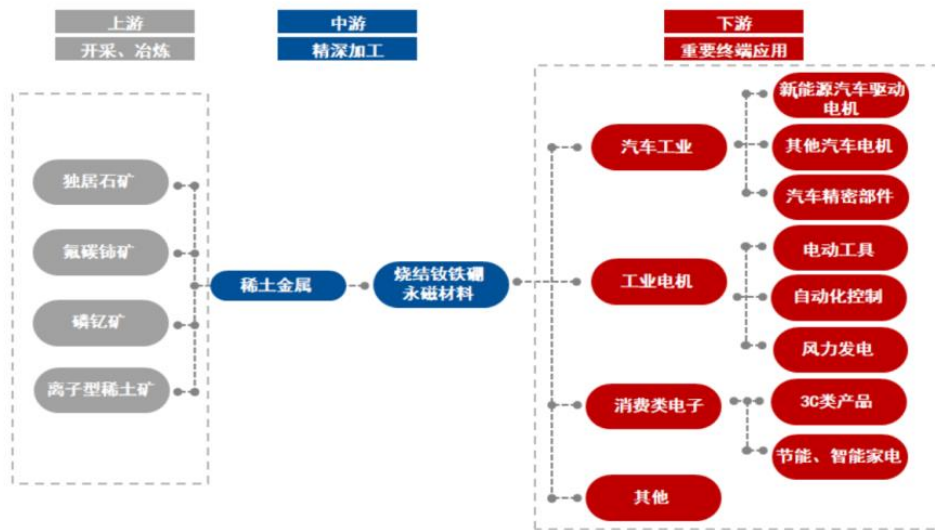 上游
开采、冶炼
中游
精深加工
下游
重要终端应用
独居石矿
氟碳铈矿
磷钇矿
离子型稀土矿
稀土金属
烧结钕铁硼
永磁材料
汽车工业
新能源汽车驱动
电机
其他汽车电机
汽车精密部件
工业电机
电动工具
自动化控制
风力发电
消费类电子
3C类产品
节能、智能家电
其他